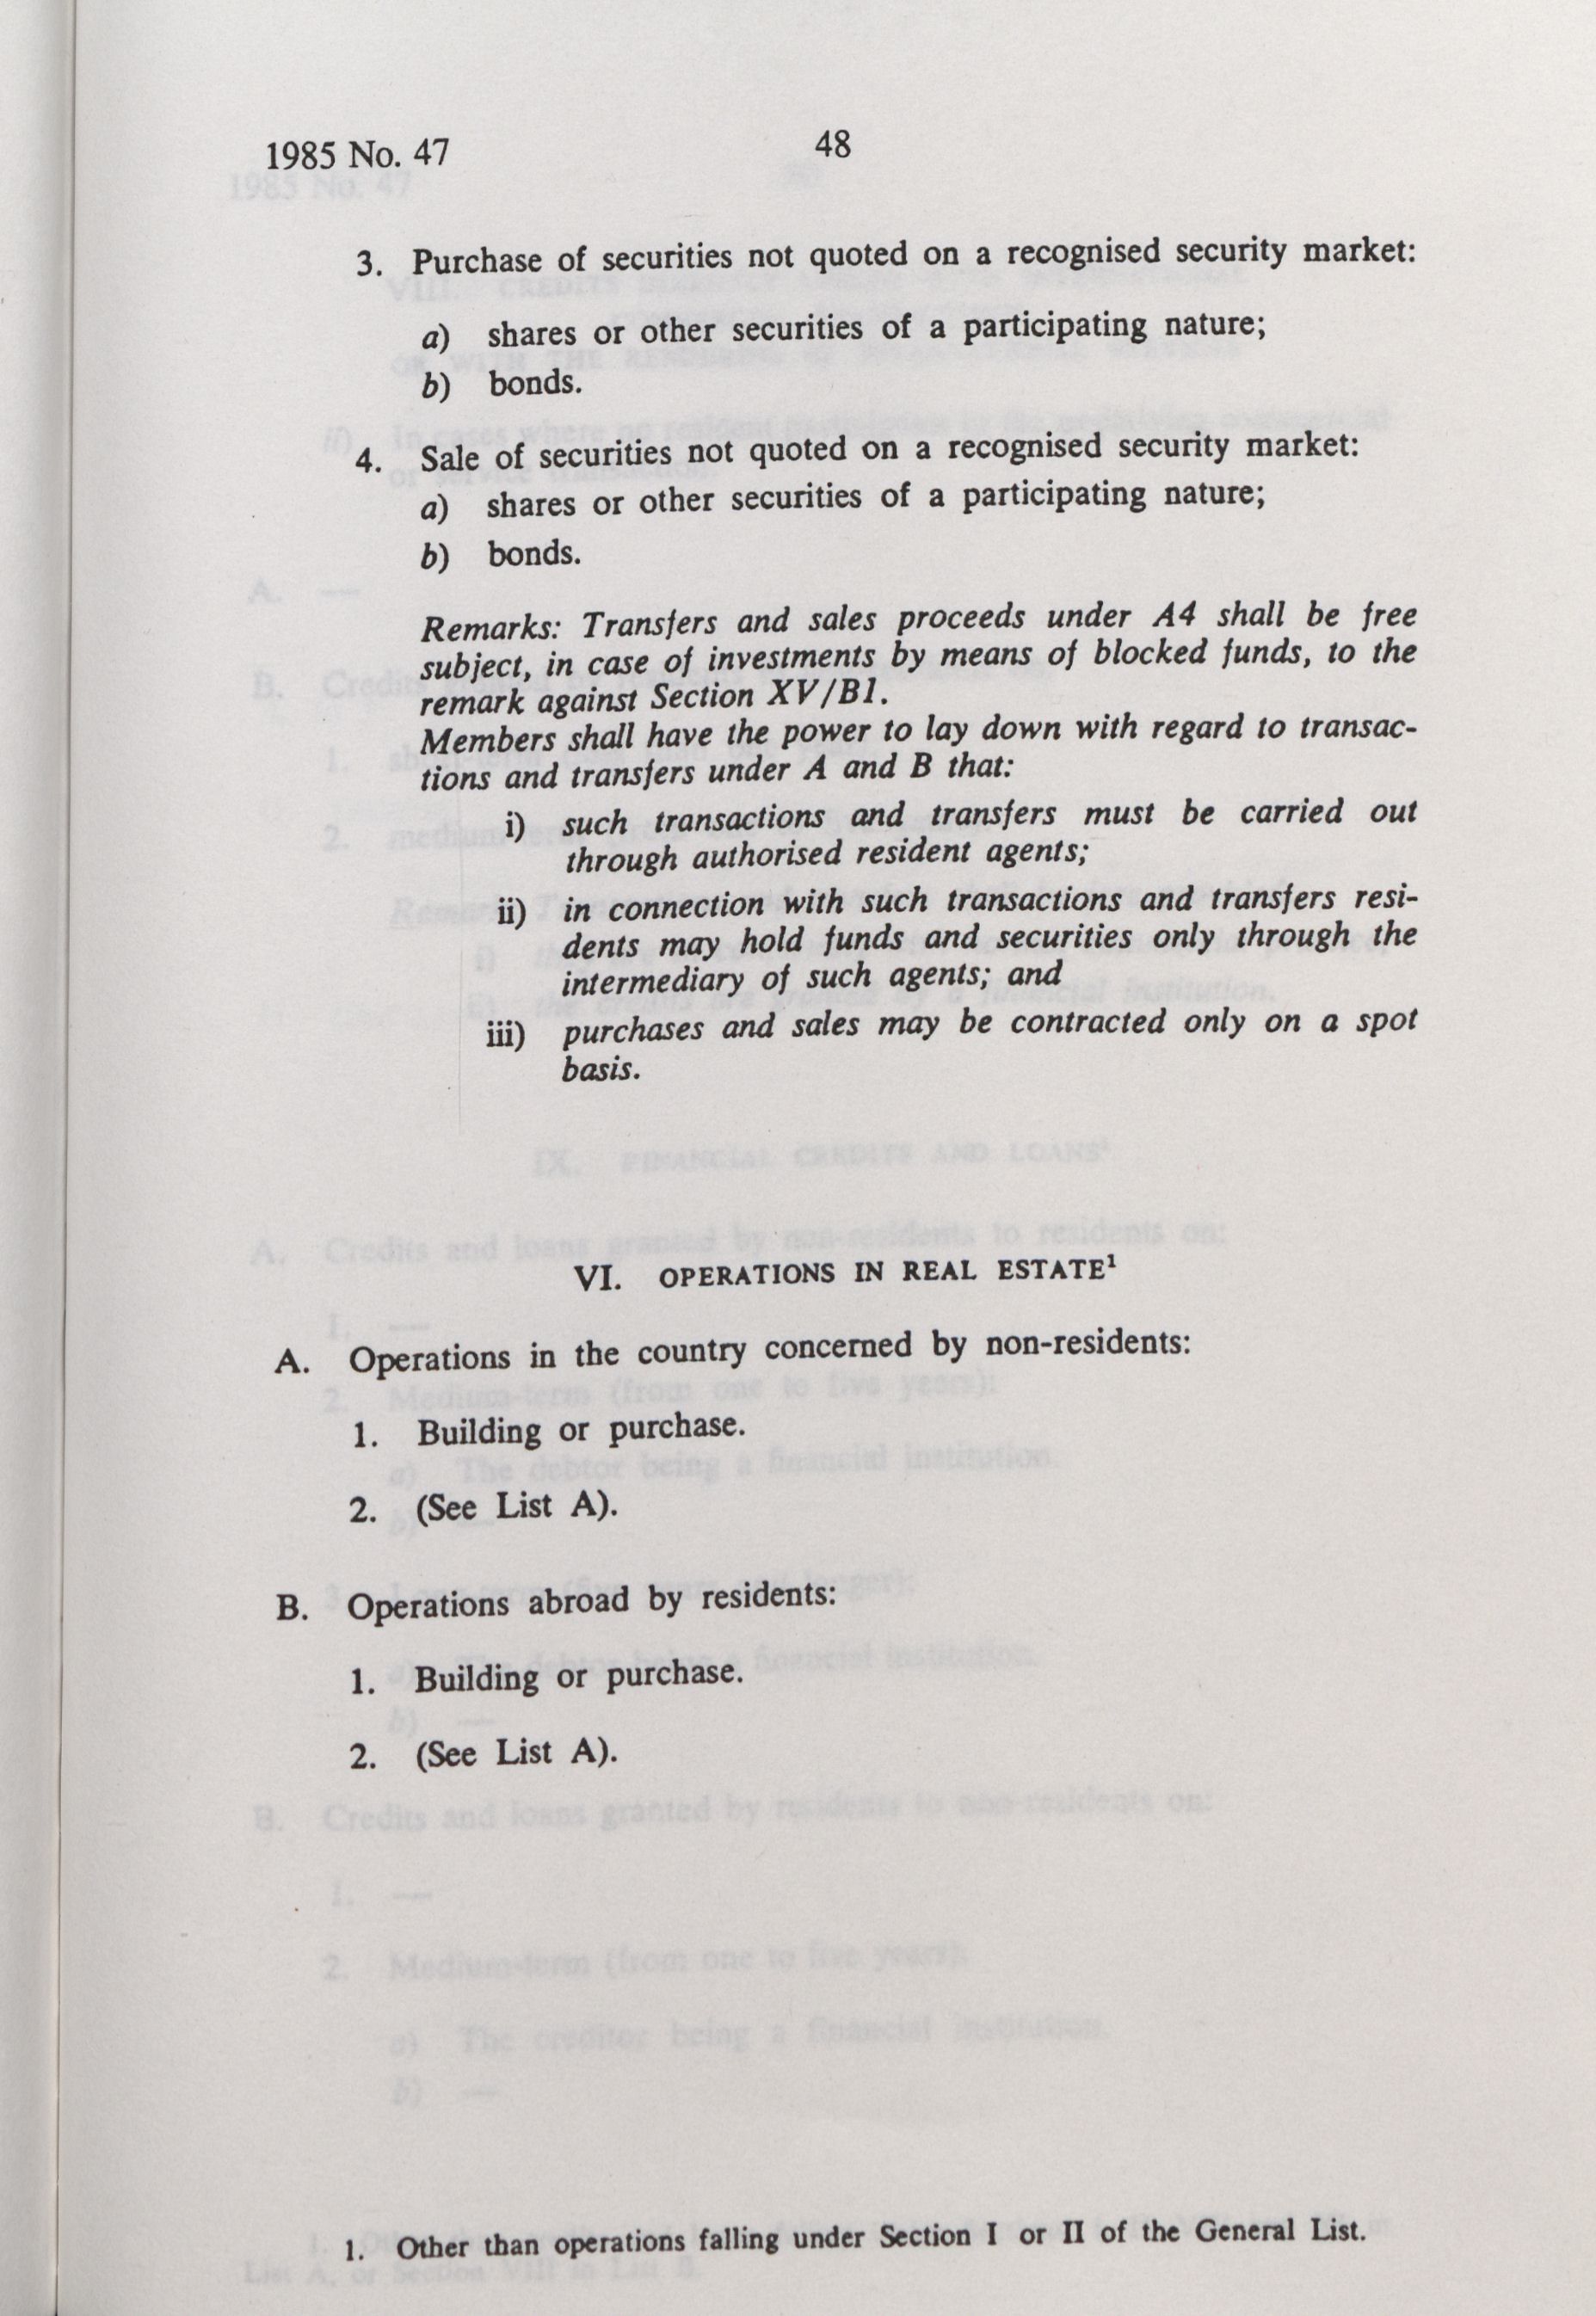 1985 No. 47
48
3. Purchase of securities not quoted on a recognised security market:
a) shares or other securities of a participating nature;
b) bonds.
4. Sale of securities not quoted on a recognised security market:
a) shares or other securities of a participating nature;
b) bonds.
Remarks: Transfers and sales proceeds under A4 shall be free
subject, in case of investments by means of blocked funds, to the
remark against Section XV/B1.
Members shall have the power to lay down with regard to transac-
tions and transfers under A and B that:
i) such transactions and transfers must be carried out
through authorised resident agents;
ii) in connection with such transactions and transfers resi-
dents may hold funds and securities only through the
intermediary of such agents; and
iii) purchases and sales may be contracted only on a spot
basis.
VI. OPERATIONS IN REAL ESTATE¹
A. Operations in the country concerned by non-residents:
1. Building or purchase.
2. (See List A).
B. Operations abroad by residents:
1. Building or purchase.
2. (See List A).
1. Other than operations falling under Section I or II of the General List.